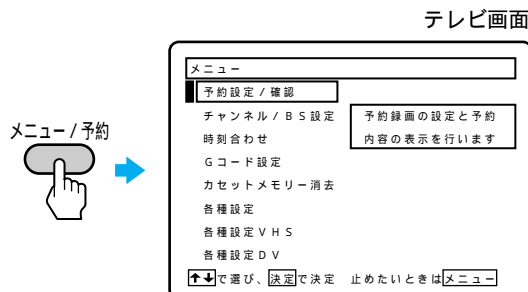 テレビ画面
メニュー
予約設定/確認
チャンネル/BS設定
予約録画の設定と予約
内容の表示を行います
メニュー/予約
時刻合わせ
Gコード設定
カセットメモリー消去
各種設定
各種設定VHS
各種設定DV
↑↓で選び、決定で決定 止めたいときはメニュー